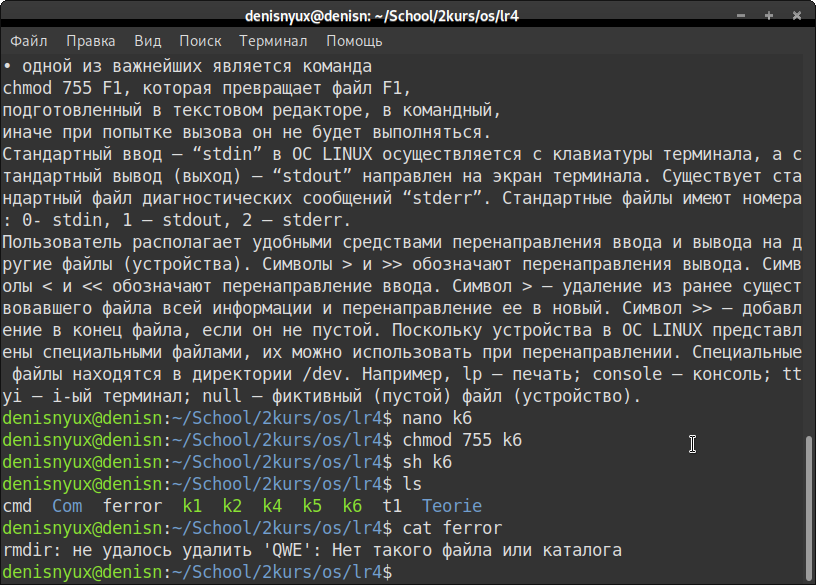 denisnyux@denisn: ~/School/2kurs/os/lr4
Файл Правка Вид Поиск Терминал Помощь
• одной из важнейших является команда
chmod 755 F1, которая превращает файл F1,
подготовленный в текстовом редакторе, в командный,
иначе при попытке вызова он не будет выполняться.
Стандартный ввод – “stdin” в ОС LINUX осуществляется с клавиатуры терминала, а с
тандартный вывод (выход) – “stdout” направлен на экран терминала. Существует ста
ндартный файл диагностических сообщений “stderr”. Стандартные файлы имеют номера
: 0- stdin, 1 – stdout, 2 – stderr.
Пользователь располагает удобными средствами перенаправления ввода и вывода на д
ругие файлы (устройства). Символы > и >> обозначают перенаправления вывода. Симв
олы < и << обозначают перенаправление ввода. Символ > – удаление из ранее сущест
вовавшего файла всей информации и перенаправление ее в новый. Символ >> – добавл
ение в конец файла, если он не пустой. Поскольку устройства в ОС LINUX представл
ены специальными файлами, их можно использовать при перенаправлении. Специальные
файлы находятся в директории /dev. Например, lp – печать; console – консоль; tt
yi – i-ый терминал; null – фиктивный (пустой) файл (устройство).
denisnyux@denisn:~/School/2kurs/os/lr4$ nano k6
denisnyux@denisn:~/School/2kurs/os/lr4$ chmod 755 k6
denisnyux@denisn:~/School/2kurs/os/lr4$ sh k6
denisnyux@denisn:~/School/2kurs/os/lr4$ ls
cmd Com ferror k1 k2 k4 k5 k6 t1 Teorie
denisnyux@denisn:~/School/2kurs/os/lr4$ cat ferror
rmdir: не удалось удалить 'QWE': Нет такого файла или каталога
denisnyux@denisn:~/School/2kurs/os/lr4$